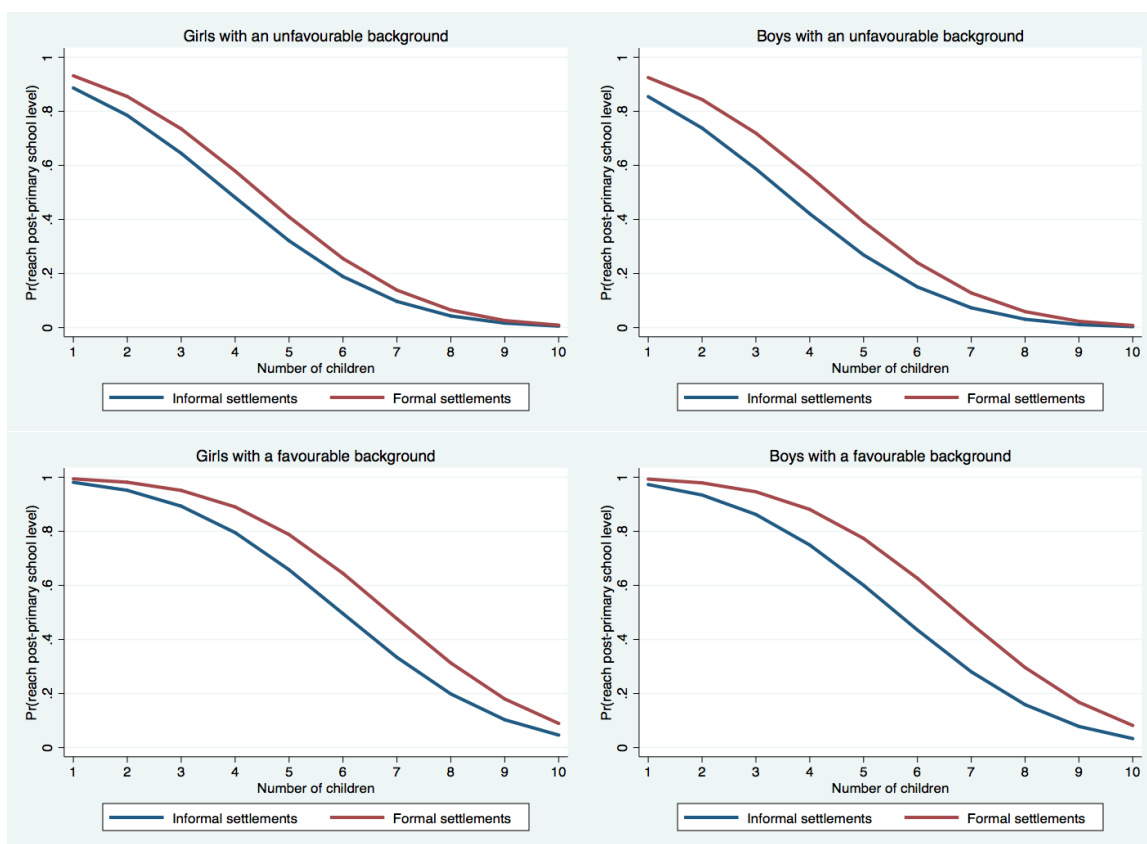 Girls with an unfavourable background
Pr(reach post-primary school level)
1
.8
.6
.4
.2
0
1 2 3 4 5 6 7 8 9 10
Number of children
Informal settlements Formal settlements
Boys with an unfavourable background
Pr(reach post-primary school level)
1
.8
.6
.4
.2
0
1 2 3 4 5 6 7 8 9 10
Number of children
Informal settlements Formal settlements
Girls with a favourable background
Pr(reach post-primary school level)
1
.8
.6
.4
.2
0
1 2 3 4 5 6 7 8 9 10
Number of children
Informal settlements Formal settlements
Boys with a favourable background
Pr(reach post-primary school level)
1
.8
.6
.4
.2
0
1 2 3 4 5 6 7 8 9 10
Number of children
Informal settlements Formal settlements